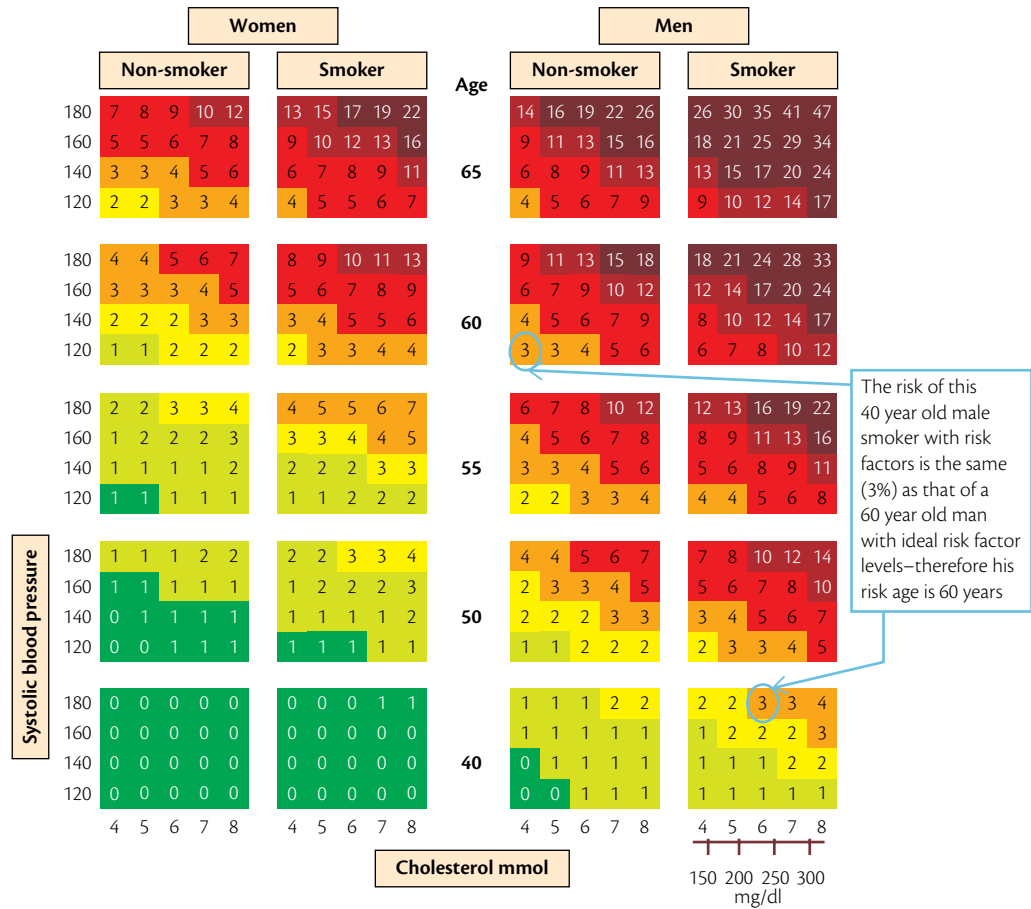 Women Men
Non-smoker Smoker Age Non-smoker Smoker
180 7 8 9 10 12 13 15 17 19 22 14 16 19 22 26 26 30 35 41 47
160 5 5 6 7 8 9 10 12 13 16 9 11 13 15 16 18 21 25 29 34
65
140 3 3 4 5 6 6 7 8 9 11 6 8 9 11 13 13 15 17 20 24
120 2 2 3 3 4 4 5 5 6 7 4 5 6 7 9 9 10 12 14 17
180 4 4 5 6 7 8 9 10 11 13 9 11 13 15 18 18 21 24 28 33
160 3 3 3 4 5 5 6 7 8 9 6 7 9 10 12 12 14 17 20 24
60
140 2 2 2 3 3 3 4 5 5 6 4 5 6 7 9 8 10 12 14 17
120 1 1 2 2 2 2 3 3 4 4 3 3 4 5 6 6 7 8 10 12
180 2 2 3 3 4 4 5 5 6 7 6 7 8 10 12 12 13 16 19 22
160 1 2 2 2 3 3 3 4 4 5 4 5 6 7 8 8 9 11 13 16
55
140 1 1 1 1 2 2 2 2 3 3 3 3 4 5 6 5 6 8 9 11
120 1 1 1 1 1 1 1 2 2 2 2 2 3 3 4 4 4 5 6 8
180 1 1 1 2 2 2 2 3 3 4 4 4 5 6 7 7 8 10 12 14
160 1 1 1 1 1 1 2 2 2 3 2 3 3 4 5 5 6 7 8 10
50
140 0 1 1 1 1 1 1 1 1 2 2 2 2 3 3 3 4 5 6 7
120 0 0 1 1 1 1 1 1 1 1 1 1 2 2 2 2 3 3 4 5
180 0 0 0 0 0 0 0 0 1 1 1 1 1 2 2 2 2 3 3 4
160 0 0 0 0 0 0 0 0 0 0 1 1 1 1 1 1 2 2 2 3
40
140 0 0 0 0 0 0 0 0 0 0 0 1 1 1 1 1 1 1 2 2
120 0 0 0 0 0 0 0 0 0 0 0 0 1 1 1 1 1 1 1 1
4 5 6 7 8 4 5 6 7 8 4 5 6 7 8 4 5 6 7 8
Systolic blood pressure
Cholesterol mmol
150 200 250 300
mg/dl
The risk of this
40 year old male
smoker with risk
factors is the same
(3%) as that of a
60 year old man
with ideal risk factor
levels–therefore his
risk age is 60 years